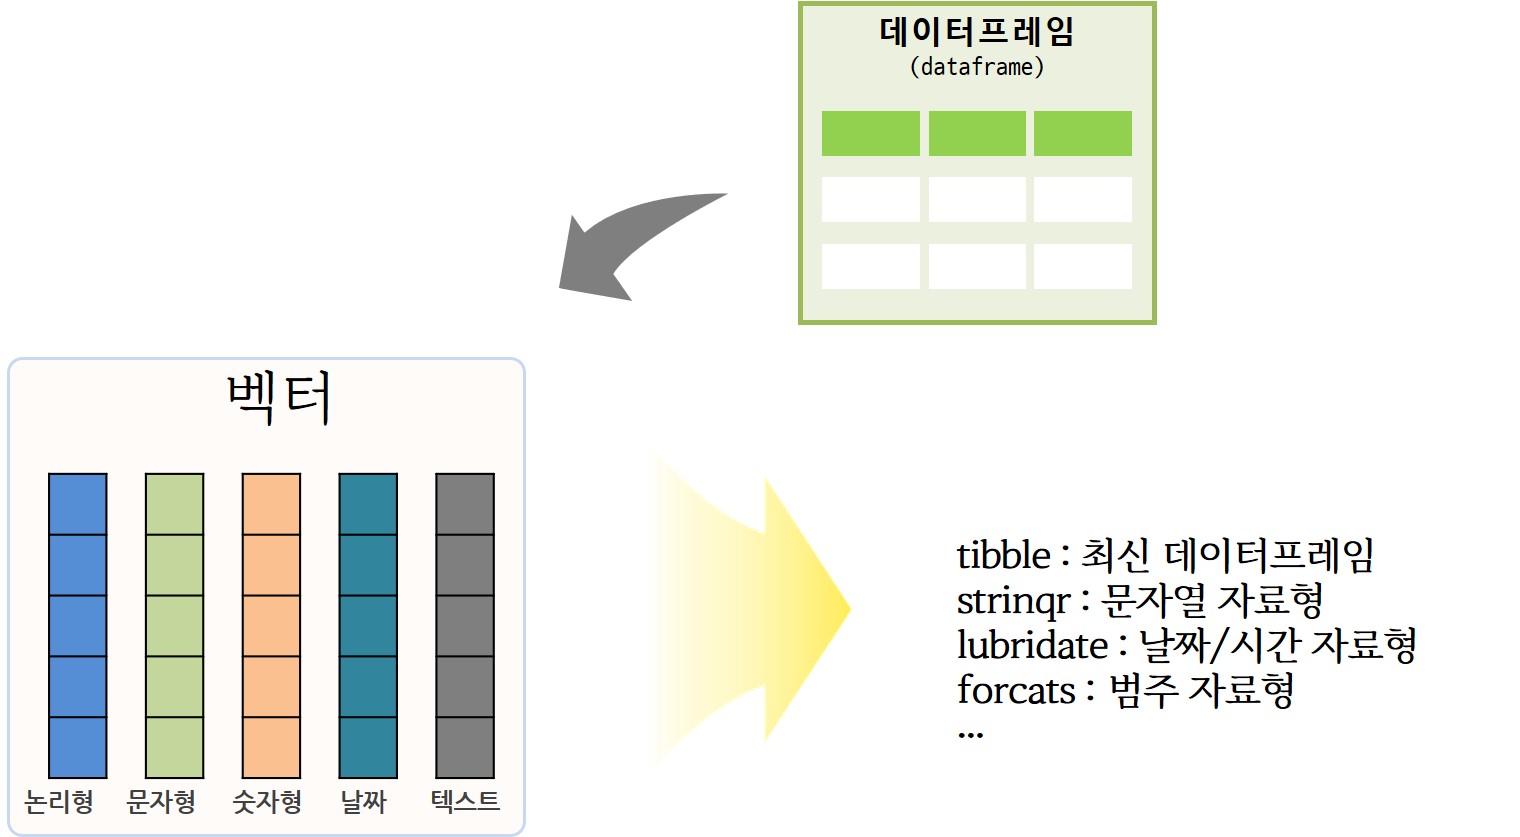 데이터프레임
(dataframe)
벡터
논리형 문자형 숫자형 날짜 텍스트
tibble : 최신 데이터프레임
strinqr : 문자열 자료형
lubridate : 날짜/시간 자료형
forcats : 범주 자료형
...